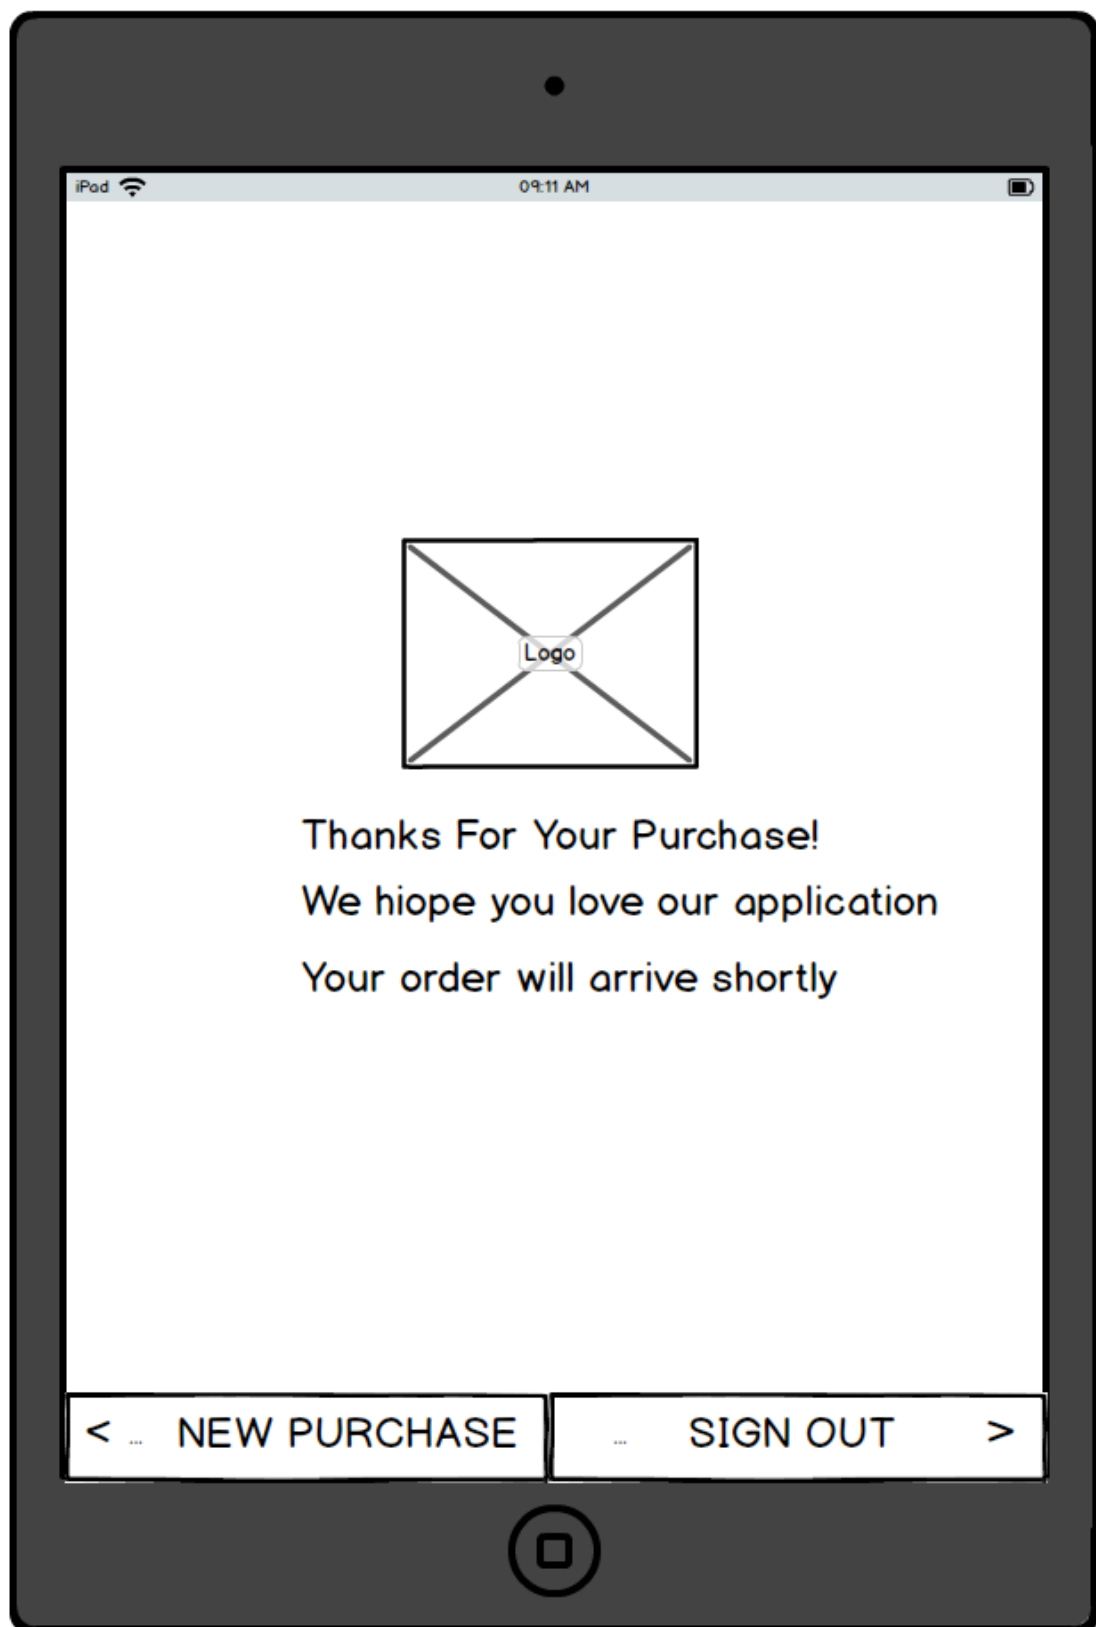 iPad 09:11 AM
Logo
Thanks For Your Purchase!
We hiope you love our application
Your order will arrive shortly
< ... NEW PURCHASE ... SIGN OUT >